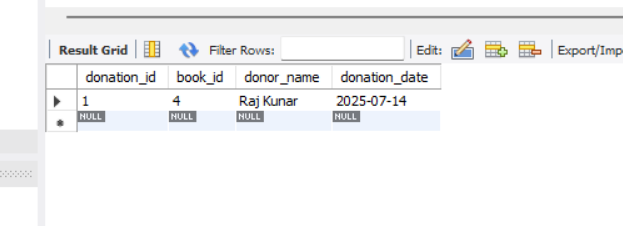 Result Grid Filter Rows: Edit: Export/Imp
donation_id book_id donor_name donation_date
1 4 Raj Kunar 2025-07-14
NULL NULL NULL NULL